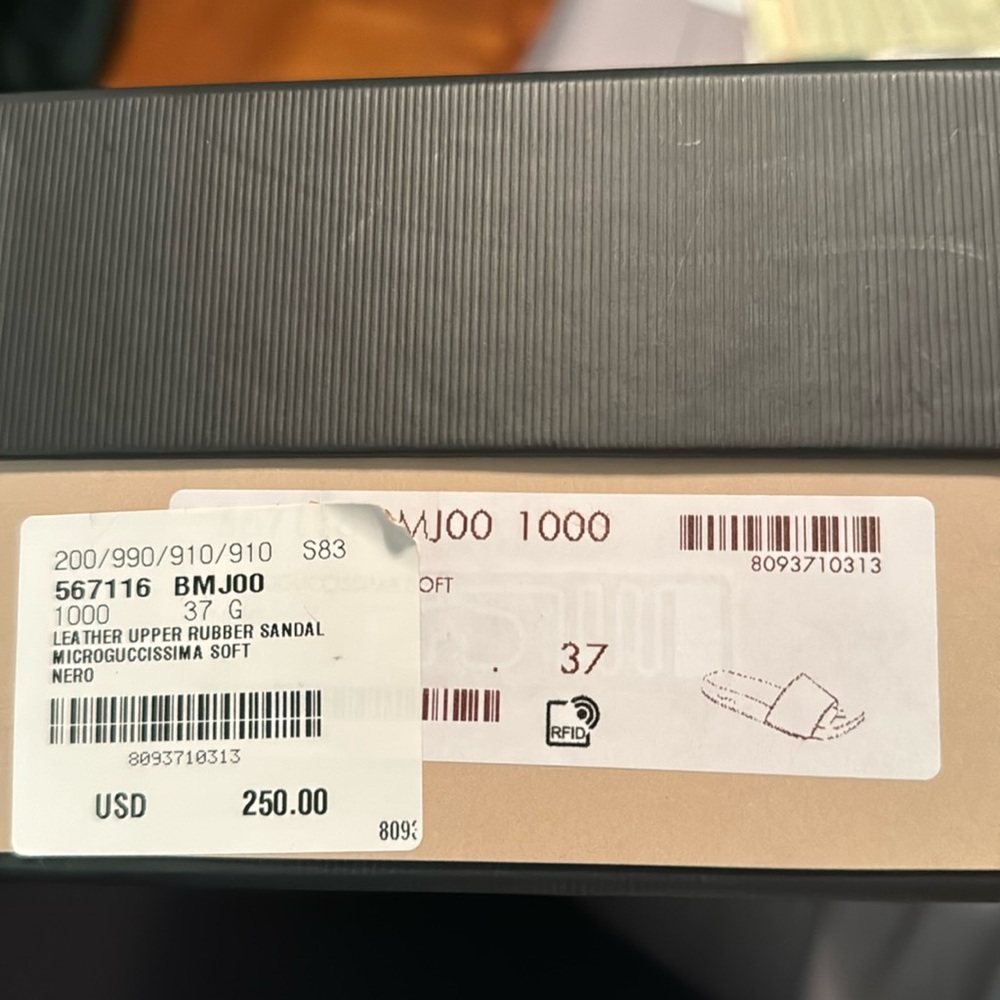 200/990/910/910 S83
567116 BMJ00
1000 37 G
LEATHER UPPER RUBBER SANDAL
MICROGUCCISSIMA SOFT
NERO
8093710313
USD 250.00
809
MJ00 1000
8093710313
OFT
37
RFID